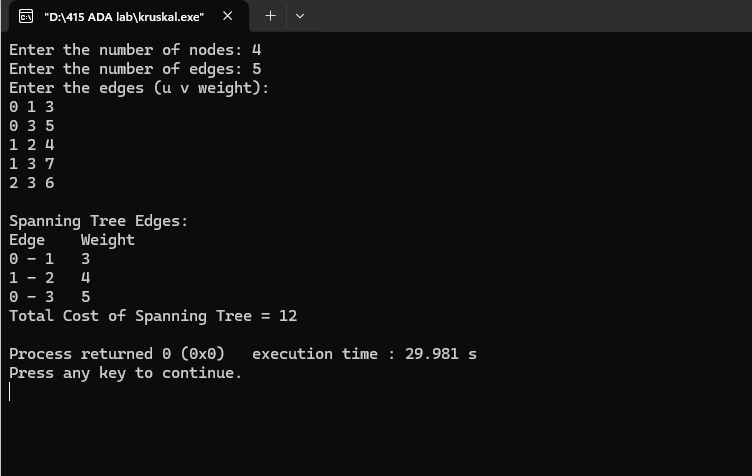 "D:\415 ADA lab\kruskal.exe"
Enter the number of nodes: 4
Enter the number of edges: 5
Enter the edges (u v weight):
0 1 3
0 3 5
1 2 4
1 3 7
2 3 6
Spanning Tree Edges:
Edge    Weight
0 - 1   3
1 - 2   4
0 - 3   5
Total Cost of Spanning Tree = 12
Process returned 0 (0x0)   execution time : 29.981 s
Press any key to continue.